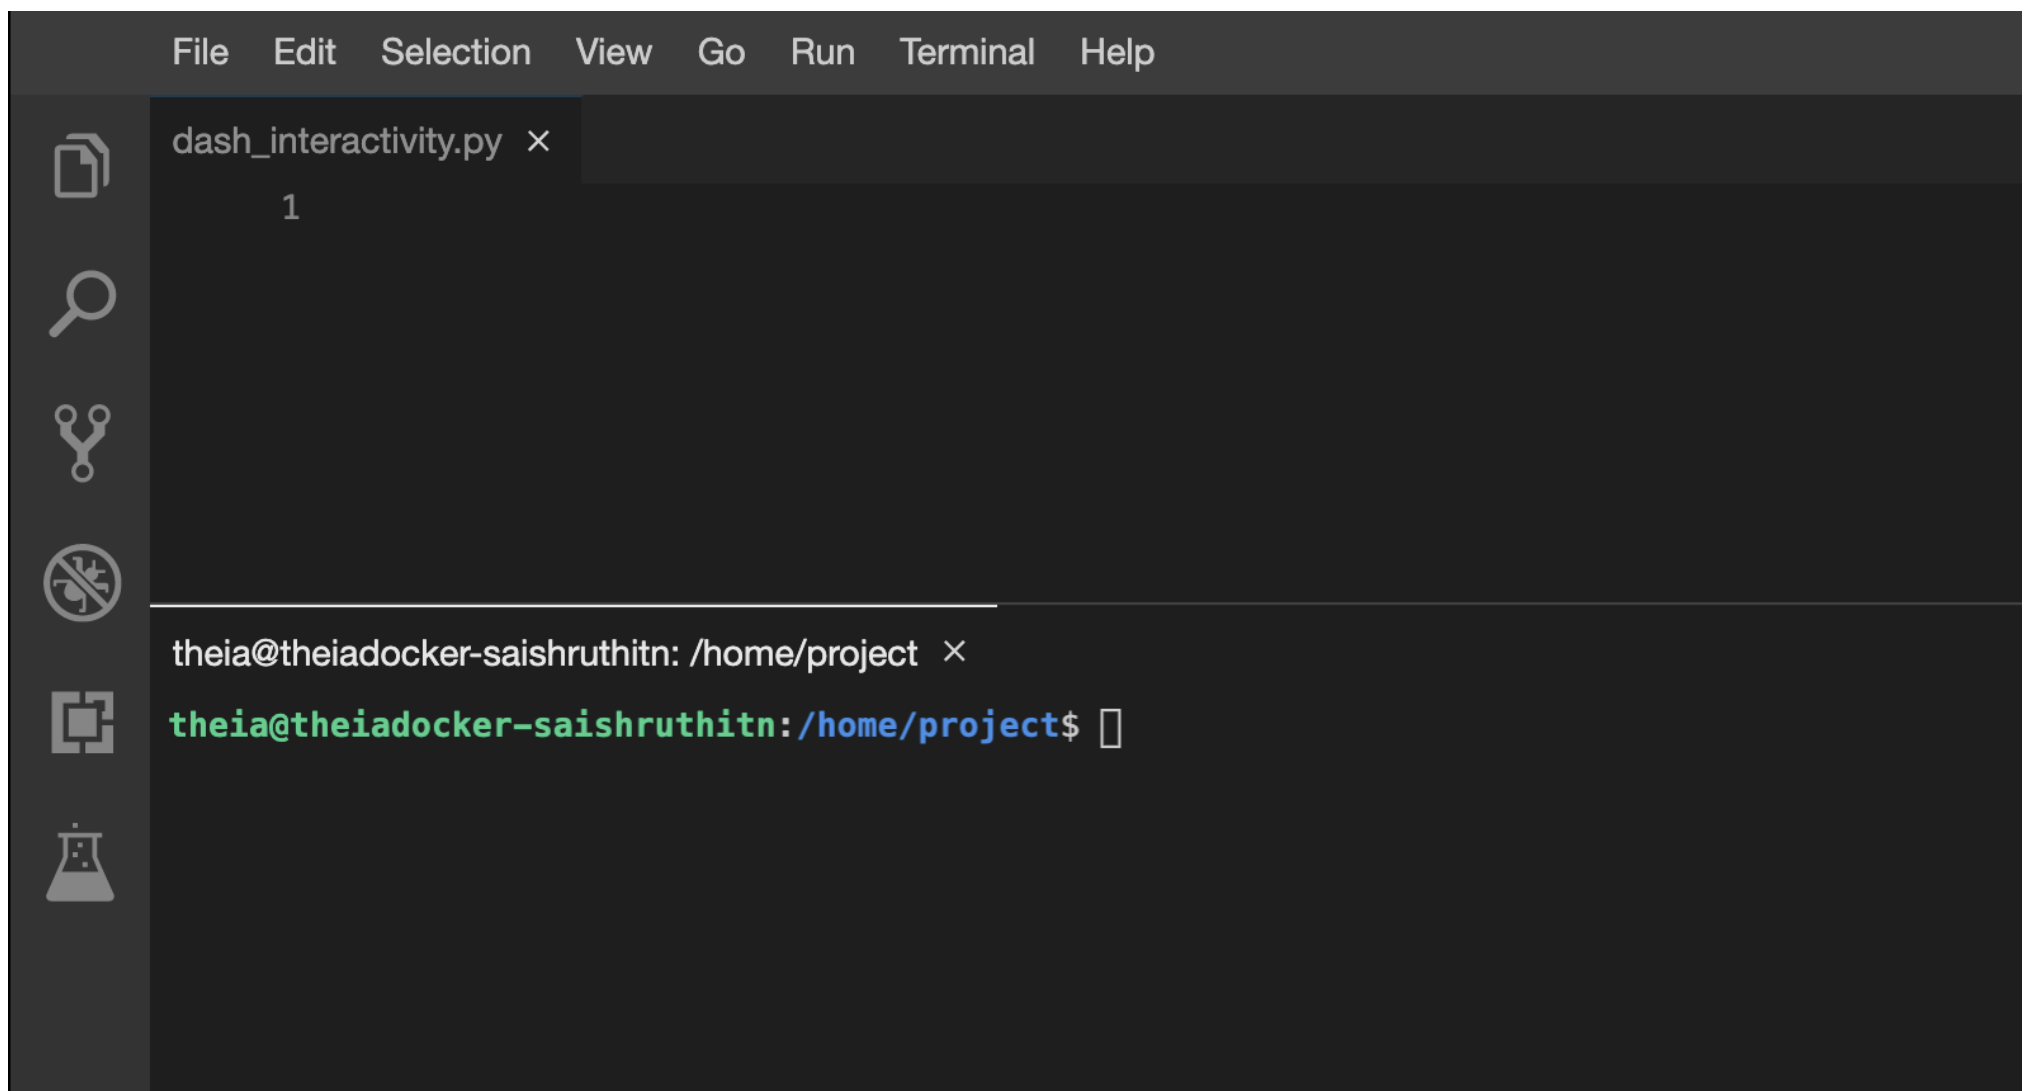 File Edit Selection View Go Run Terminal Help
dash_interactivity.py ×
1
theia@theiadocker-saishruthitn: /home/project ×
theia@theiadocker-saishruthitn:/home/project$